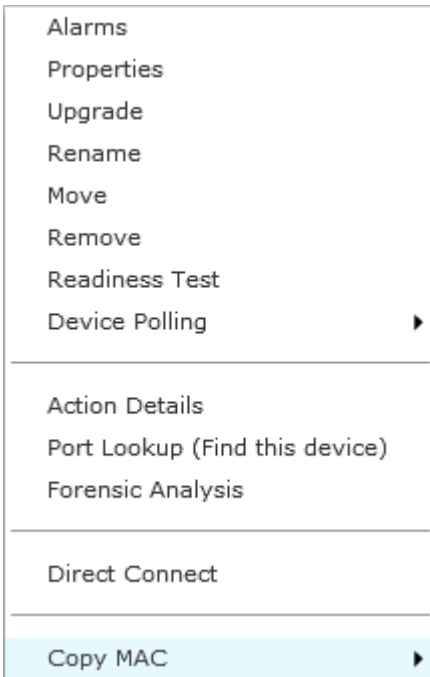 Alarms
Properties
Upgrade
Rename
Move
Remove
Readiness Test
Device Polling
Action Details
Port Lookup (Find this device)
Forensic Analysis
Direct Connect
Copy MAC